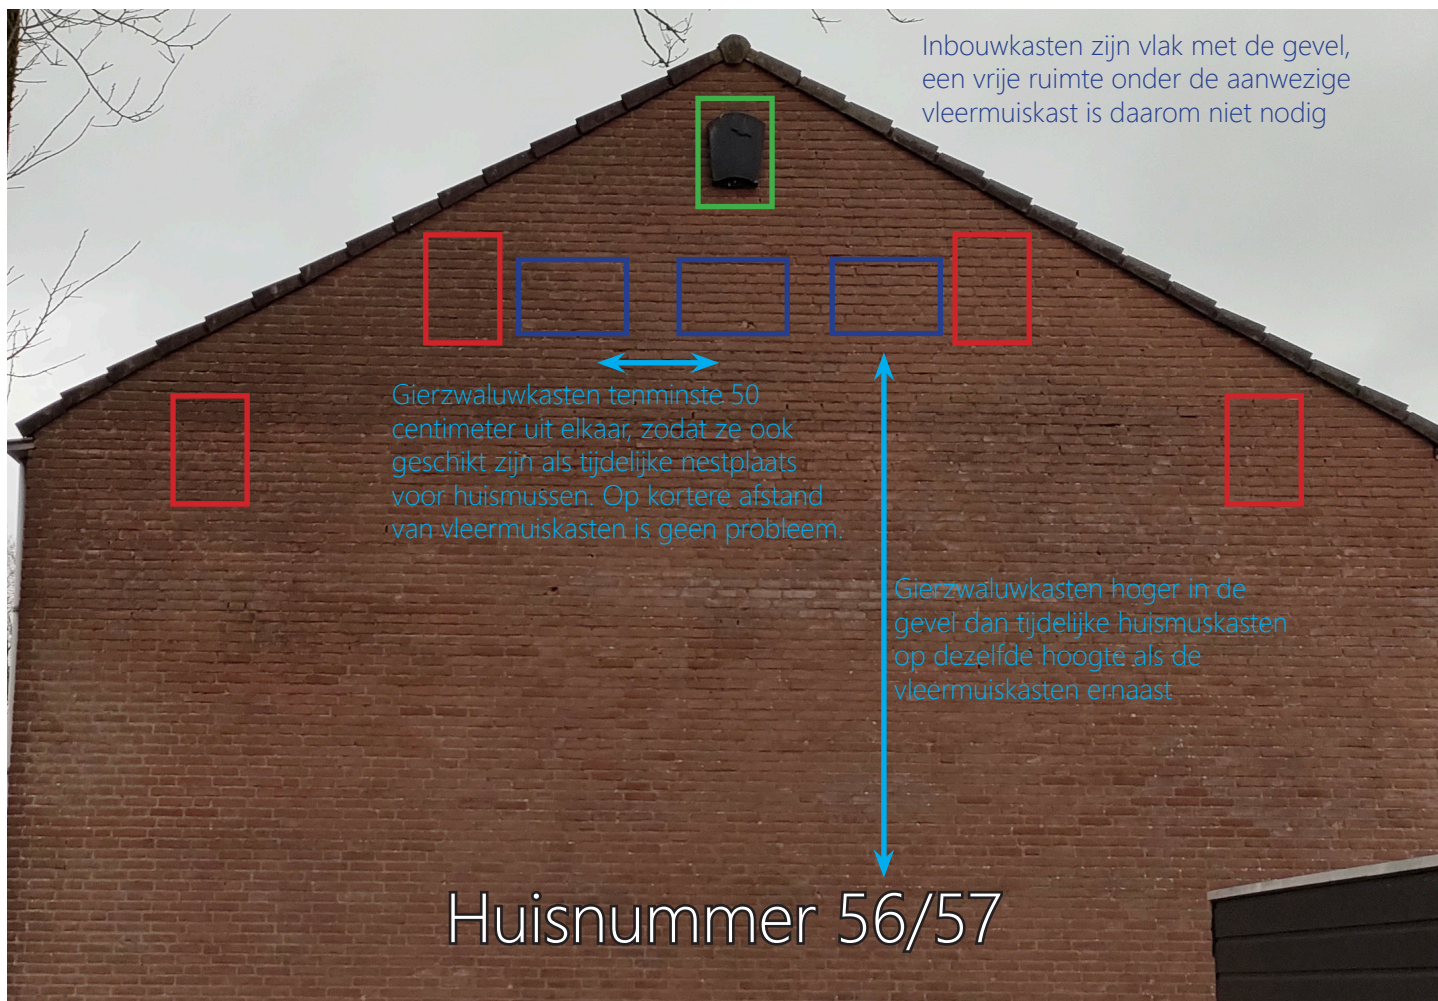 Inbouwkasten zijn vlak met de gevel,
een vrije ruimte onder de aanwezige
vleermuiskast is daarom niet nodig
Gierzwaluwkasten tenminste 50
centimeter uit elkaar, zodat ze ook
geschikt zijn als tijdelijke nestplaats
voor huismussen. Op kortere afstand
van vleermuiskasten is geen probleem.
Gierzwaluwkasten hoger in de
gevel dan tijdelijke huismuskasten
op dezelfde hoogte als de
vleermuiskasten ernaast
Huisnummer 56/57